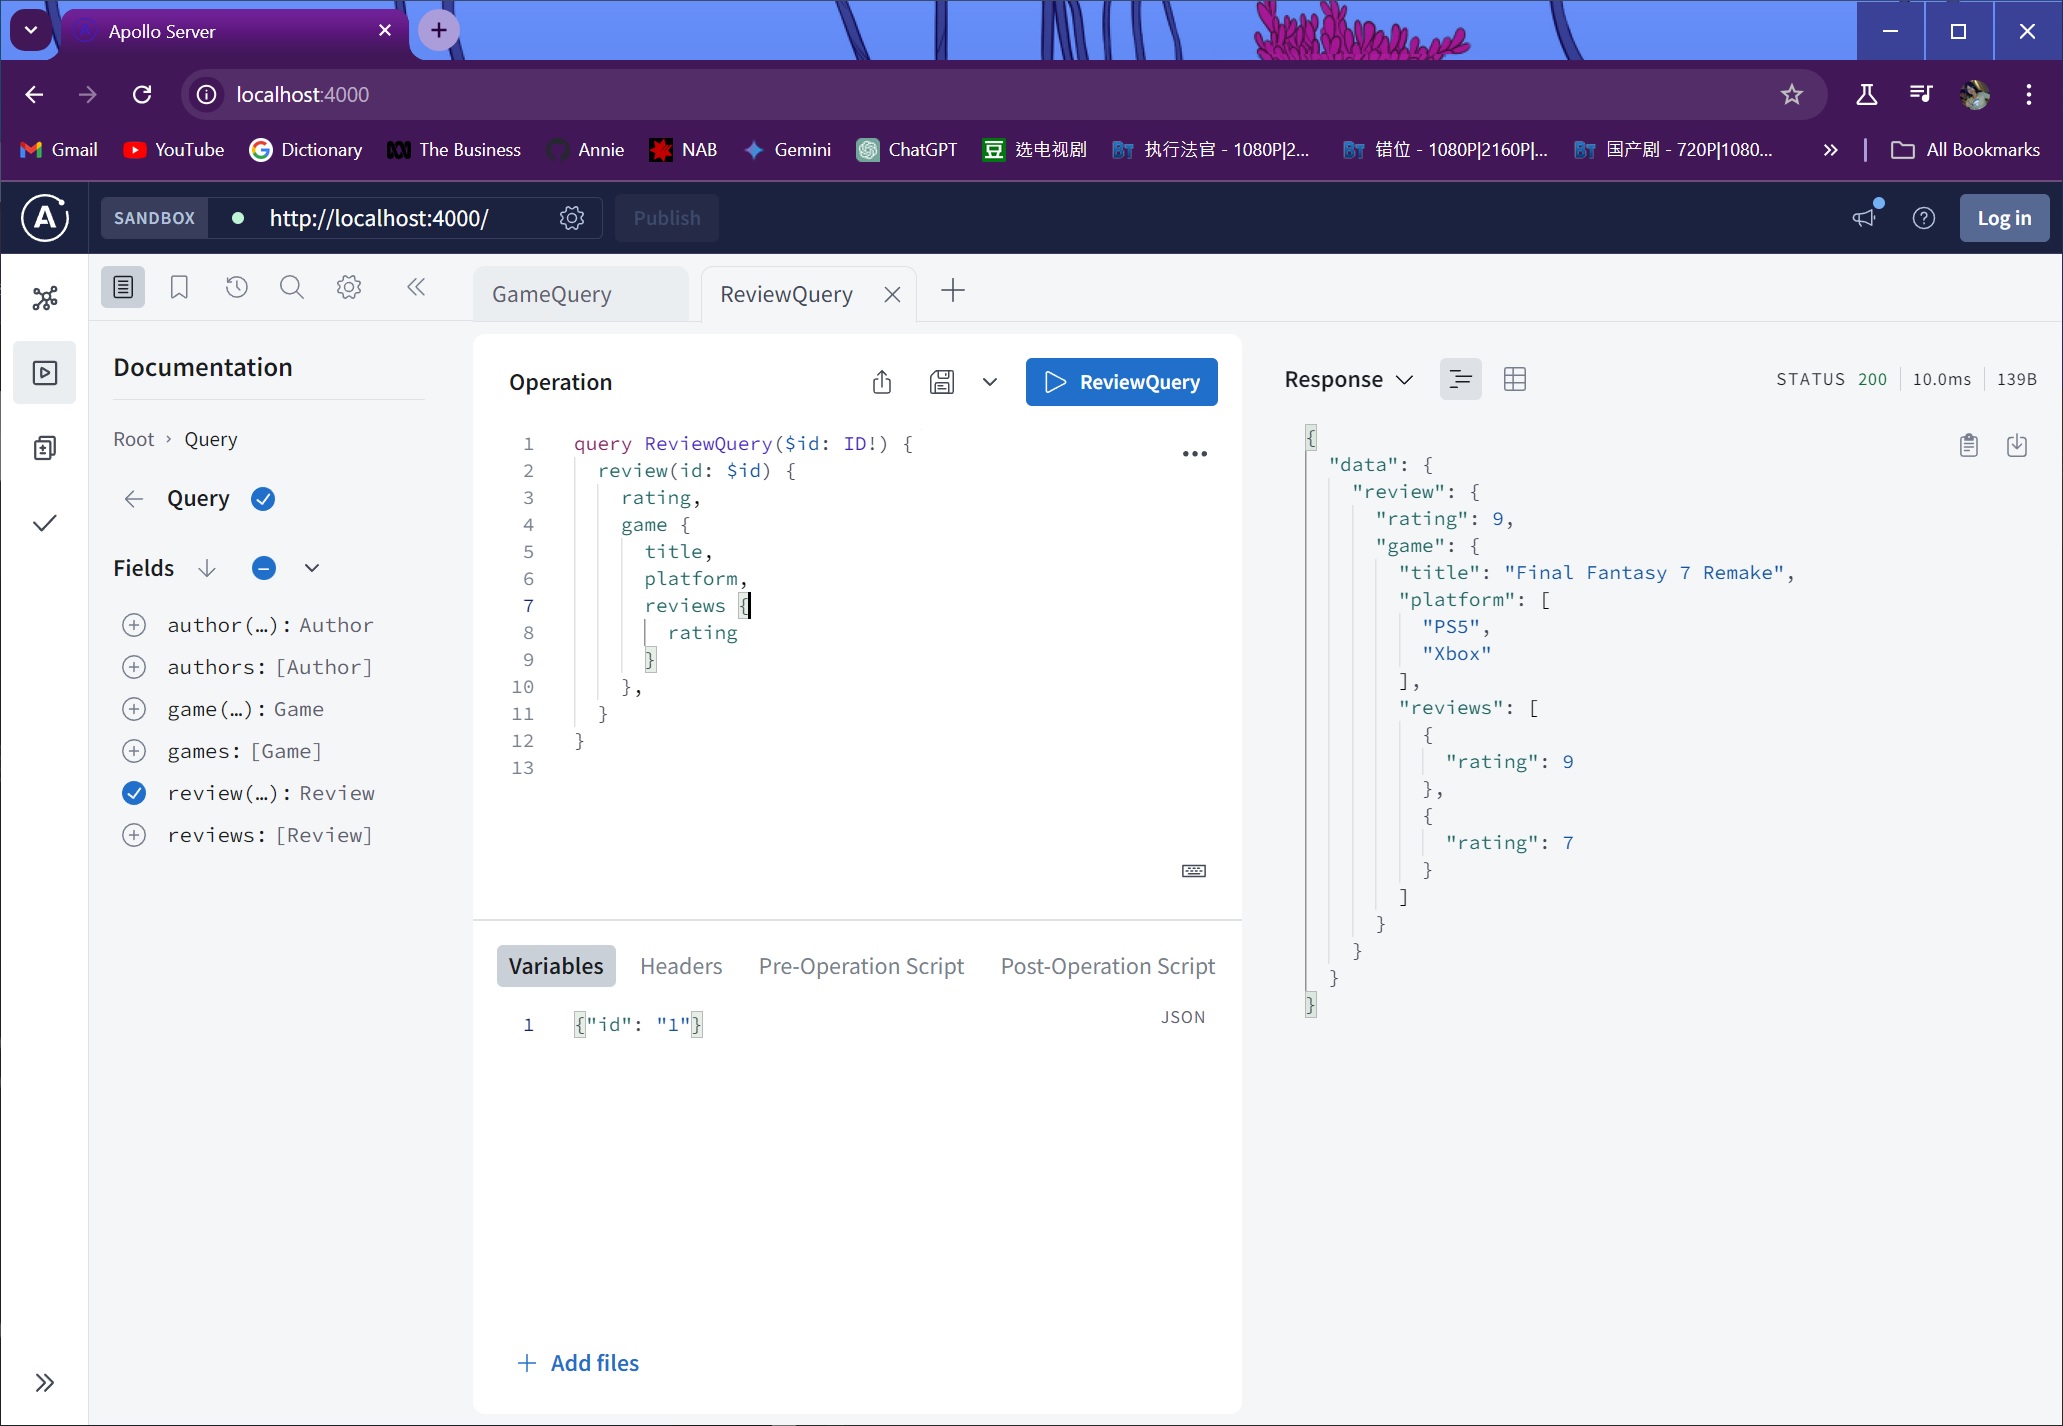 Apollo Server
localhost:4000
Gmail YouTube Dictionary The Business Annie NAB Gemini ChatGPT 选电视剧 执行法官 - 1080P|2... 错位 - 1080P|2160P|... 国产剧 - 720P|1080... All Bookmarks
SANDBOX http://localhost:4000/ Publish Log in
GameQuery ReviewQuery
Documentation
Root › Query
Query
Fields
author(…): Author
authors: [Author]
game(…): Game
games: [Game]
review(…): Review
reviews: [Review]
Operation ReviewQuery
1 query ReviewQuery($id: ID!) {
2 review(id: $id) {
3 rating,
4 game {
5 title,
6 platform,
7 reviews {
8 rating
9 }
10 },
11 }
12 }
13
Variables Headers Pre-Operation Script Post-Operation Script
1 {"id": "1"}
JSON
Add files
Response STATUS 200 10.0ms 139B
{
"data": {
"review": {
"rating": 9,
"game": {
"title": "Final Fantasy 7 Remake",
"platform": [
"PS5",
"Xbox"
],
"reviews": [
{
"rating": 9
},
{
"rating": 7
}
]
}
}
}
}